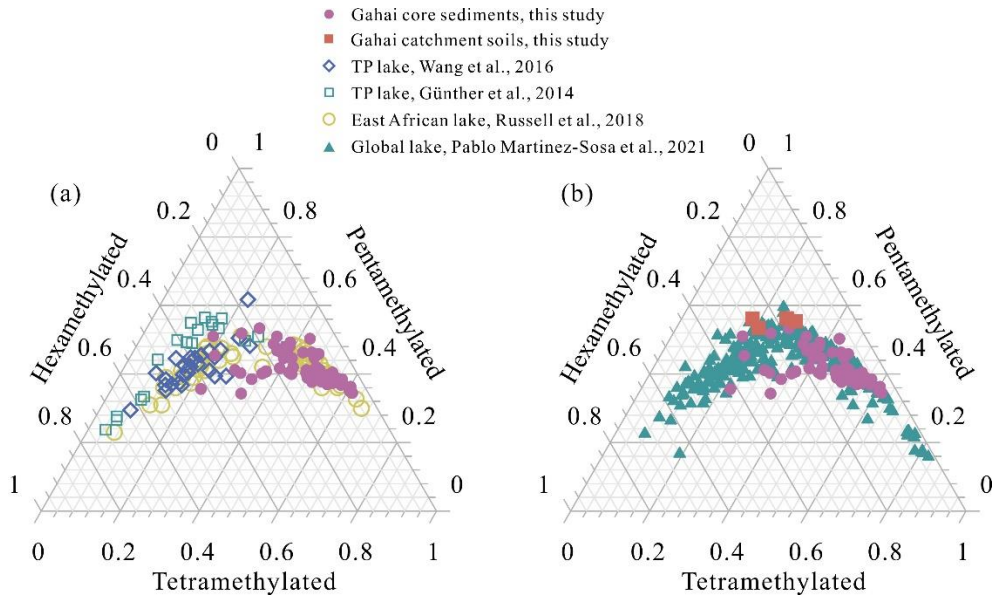 Gahai core sediments, this study
Gahai catchment soils, this study
TP lake, Wang et al., 2016
TP lake, Günther et al., 2014
East African lake, Russell et al., 2018
Global lake, Pablo Martinez-Sosa et al., 2021
(a)
0 1
0.2 0.8
0.4 0.6
0.6 0.4
0.8 0.2
1 0
Hexamethylated
Pentamethylated
0 0.2 0.4 0.6 0.8 1
Tetramethylated
(b)
0 1
0.2 0.8
0.4 0.6
0.6 0.4
0.8 0.2
1 0
Hexamethylated
Pentamethylated
0 0.2 0.4 0.6 0.8 1
Tetramethylated